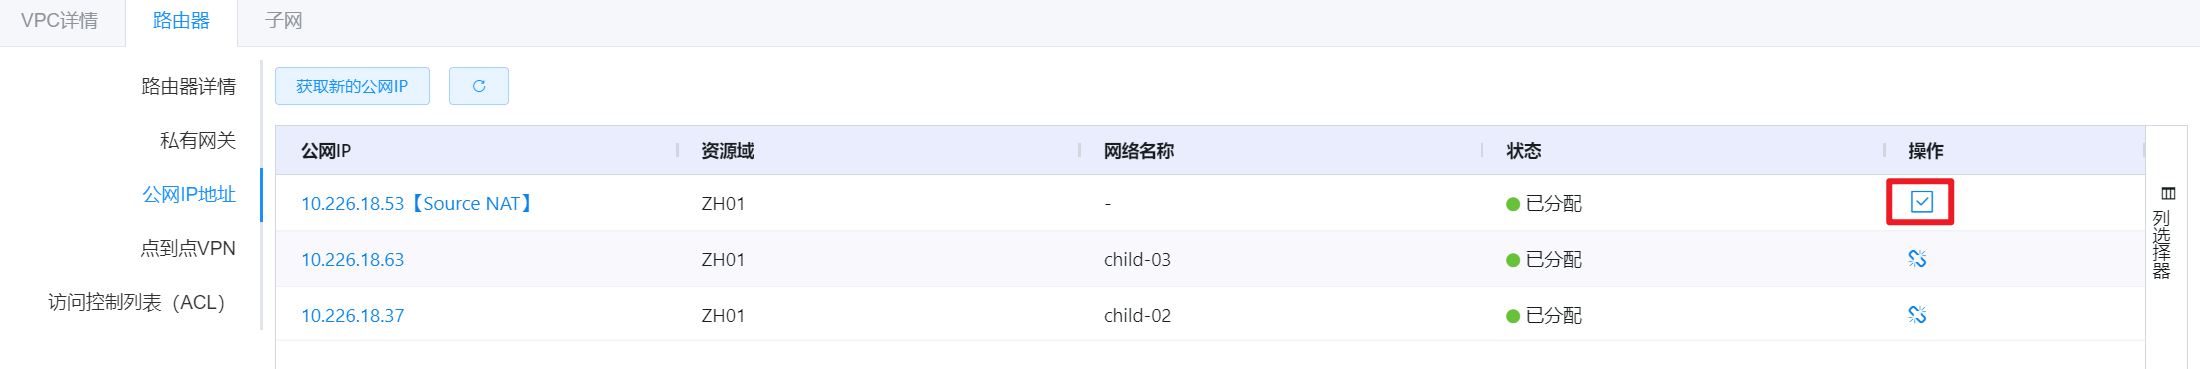 VPC详情 路由器 子网
路由器详情
私有网关
公网IP地址
点到点VPN
访问控制列表（ACL）
获取新的公网IP
公网IP 资源域 网络名称 状态 操作
10.226.18.53【Source NAT】 ZH01 - 已分配
10.226.18.63 ZH01 child-03 已分配
10.226.18.37 ZH01 child-02 已分配
列选择器